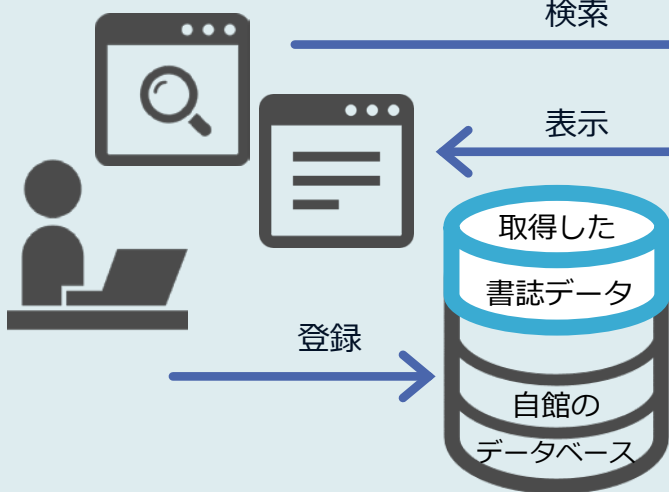 検索
表示
取得した
書誌データ
登録
自館の
データベース